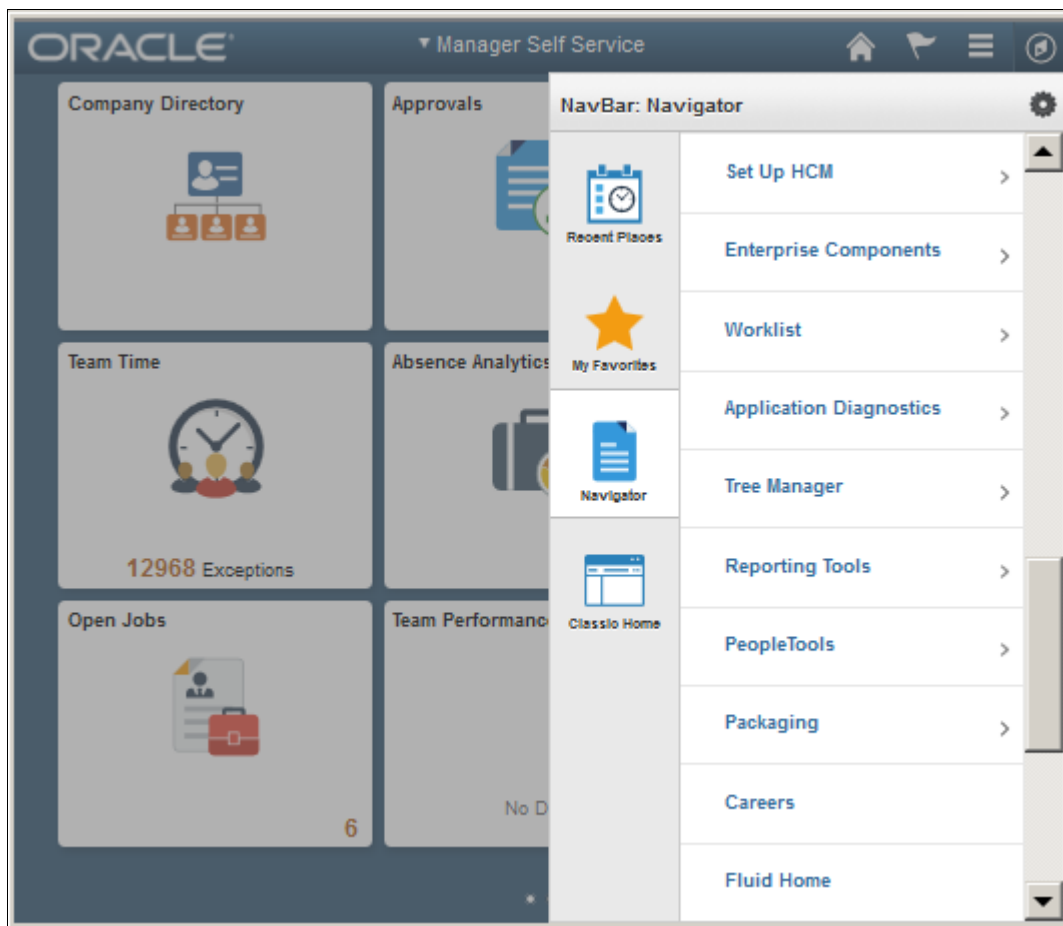 ORACLE
Manager Self Service
Company Directory
Approvals
Team Time
12968 Exceptions
Absence Analytics
Open Jobs
6
Team Performanc
No D
NavBar: Navigator
Recent Places
My Favorites
Navigator
Classic Home
Set Up HCM
Enterprise Components
Worklist
Application Diagnostics
Tree Manager
Reporting Tools
PeopleTools
Packaging
Careers
Fluid Home